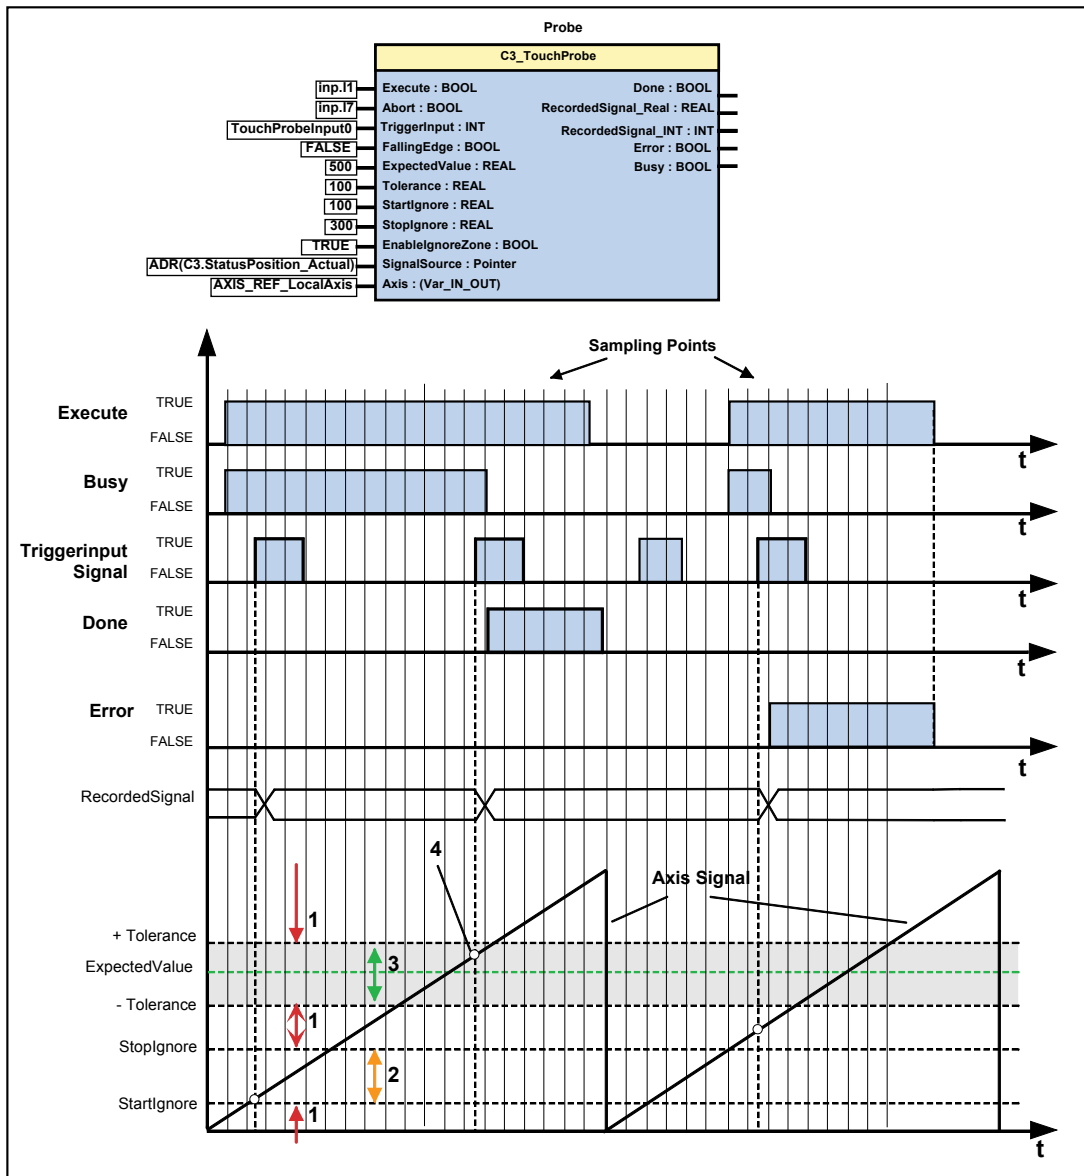 Probe
C3_TouchProbe
inp.I1 Execute : BOOL Done : BOOL
inp.I7 Abort : BOOL RecordedSignal_Real : REAL
TouchProbeInput0 TriggerInput : INT RecordedSignal_INT : INT
FALSE FallingEdge : BOOL Error : BOOL
500 ExpectedValue : REAL Busy : BOOL
100 Tolerance : REAL
100 StartIgnore : REAL
300 StopIgnore : REAL
TRUE EnableIgnoreZone : BOOL
ADR(C3.StatusPosition_Actual) SignalSource : Pointer
AXIS_REF_LocalAxis Axis : (Var_IN_OUT)
Sampling Points
Execute TRUE
FALSE
t
Busy TRUE
FALSE
t
Triggerinput Signal TRUE
FALSE
t
Done TRUE
FALSE
t
Error TRUE
FALSE
t
RecordedSignal
4
Axis Signal
1
+ Tolerance
ExpectedValue
3
- Tolerance
1
StopIgnore
2
StartIgnore
1
t